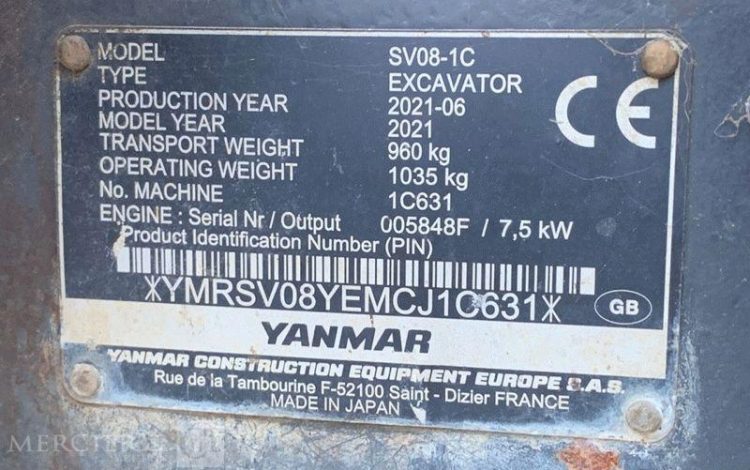 MODEL SV08-1C
TYPE EXCAVATOR
PRODUCTION YEAR 2021-06
MODEL YEAR 2021
TRANSPORT WEIGHT 960 kg
OPERATING WEIGHT 1035 kg
No. MACHINE 1C631
ENGINE : Serial Nr / Output 005848F / 7,5 kW
Product Identification Number (PIN)
*YMRSV08YEMCJ1C631*
GB
CE
YANMAR
YANMAR CONSTRUCTION EQUIPMENT EUROPE S.A.S.
Rue de la Tambourine F-52100 Saint - Dizier FRANCE
MADE IN JAPAN